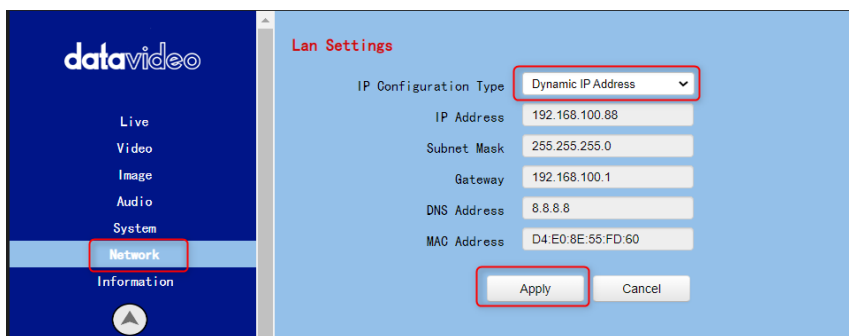 datavideo
Live
Video
Image
Audio
System
Network
Information
Lan Settings
IP Configuration Type Dynamic IP Address
IP Address 192.168.100.88
Subnet Mask 255.255.255.0
Gateway 192.168.100.1
DNS Address 8.8.8.8
MAC Address D4:E0:8E:55:FD:60
Apply Cancel